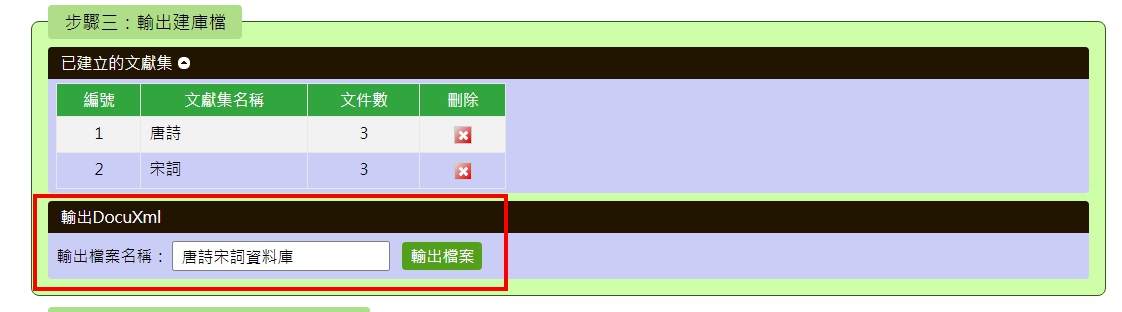 步驟三：輸出建庫檔
已建立的文獻集
編號 文獻集名稱 文件數 刪除
1 唐詩 3
2 宋詞 3
輸出DocuXml
輸出檔案名稱： 唐詩宋詞資料庫 輸出檔案